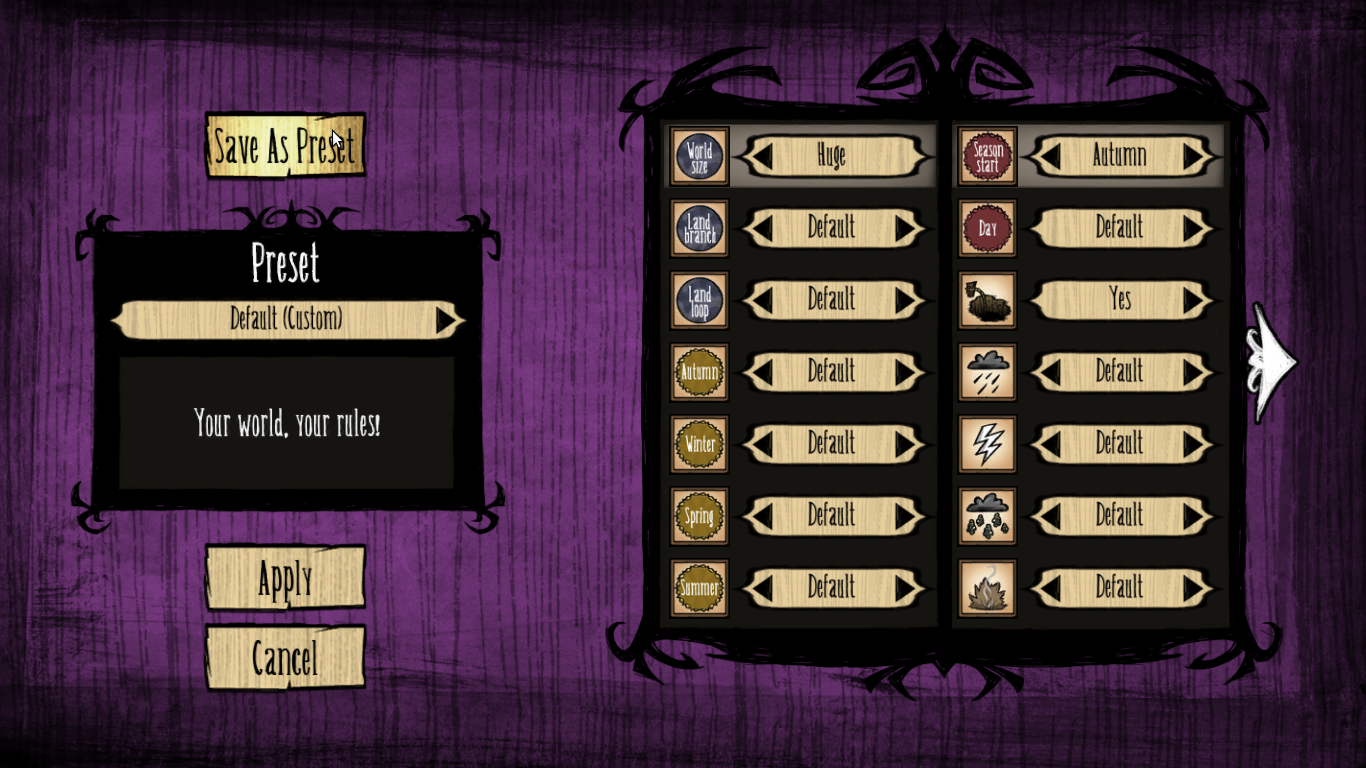 Save As Preset
Preset
Default (Custom)
Your world, your rules!
Apply
Cancel
World
size
Huge
Season
start
Autumn
Land
branch
Default
Day
Default
Land
loop
Default
Yes
Autumn
Default
Default
Winter
Default
Default
Spring
Default
Default
Summer
Default
Default